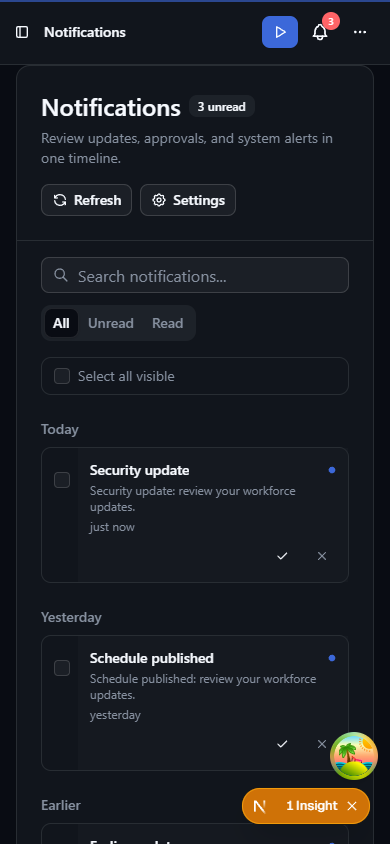 Notifications
3
Notifications
3 unread
Review updates, approvals, and system alerts in
one timeline.
Refresh
Settings
Search notifications...
All
Unread
Read
Select all visible
Today
Security update
Security update: review your workforce
updates.
just now
Yesterday
Schedule published
Schedule published: review your workforce
updates.
yesterday
Earlier
N
1 Insight